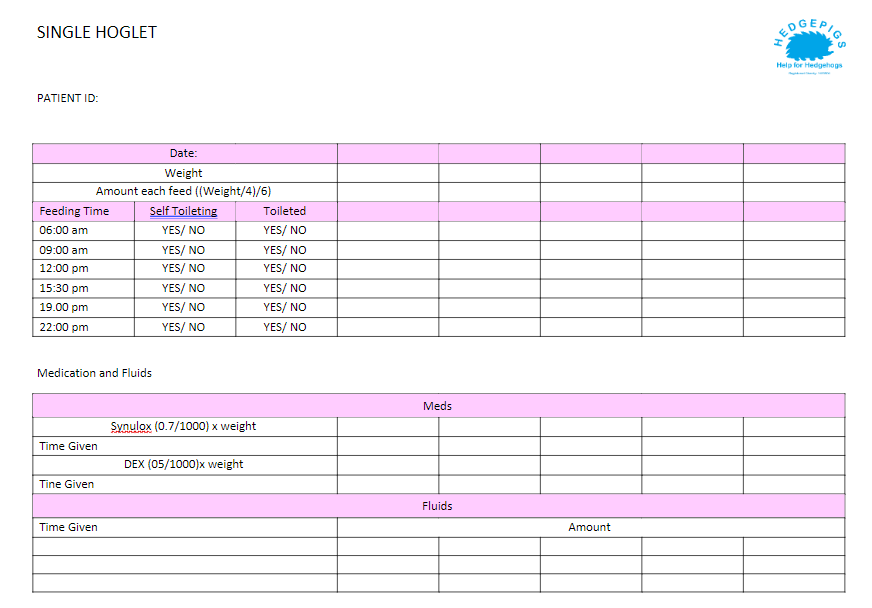 SINGLE HOGLET
HEDGEPIGS
Help for Hedgehogs
PATIENT ID:
Date:
Weight
Amount each feed ((Weight/4)/6)
Feeding Time Self Toileting Toileted
06:00 am YES/ NO YES/ NO
09:00 am YES/ NO YES/ NO
12:00 pm YES/ NO YES/ NO
15:30 pm YES/ NO YES/ NO
19.00 pm YES/ NO YES/ NO
22:00 pm YES/ NO YES/ NO
Medication and Fluids
Meds
Synulox (0.7/1000) x weight
Time Given
DEX (05/1000)x weight
Tine Given
Fluids
Time Given Amount